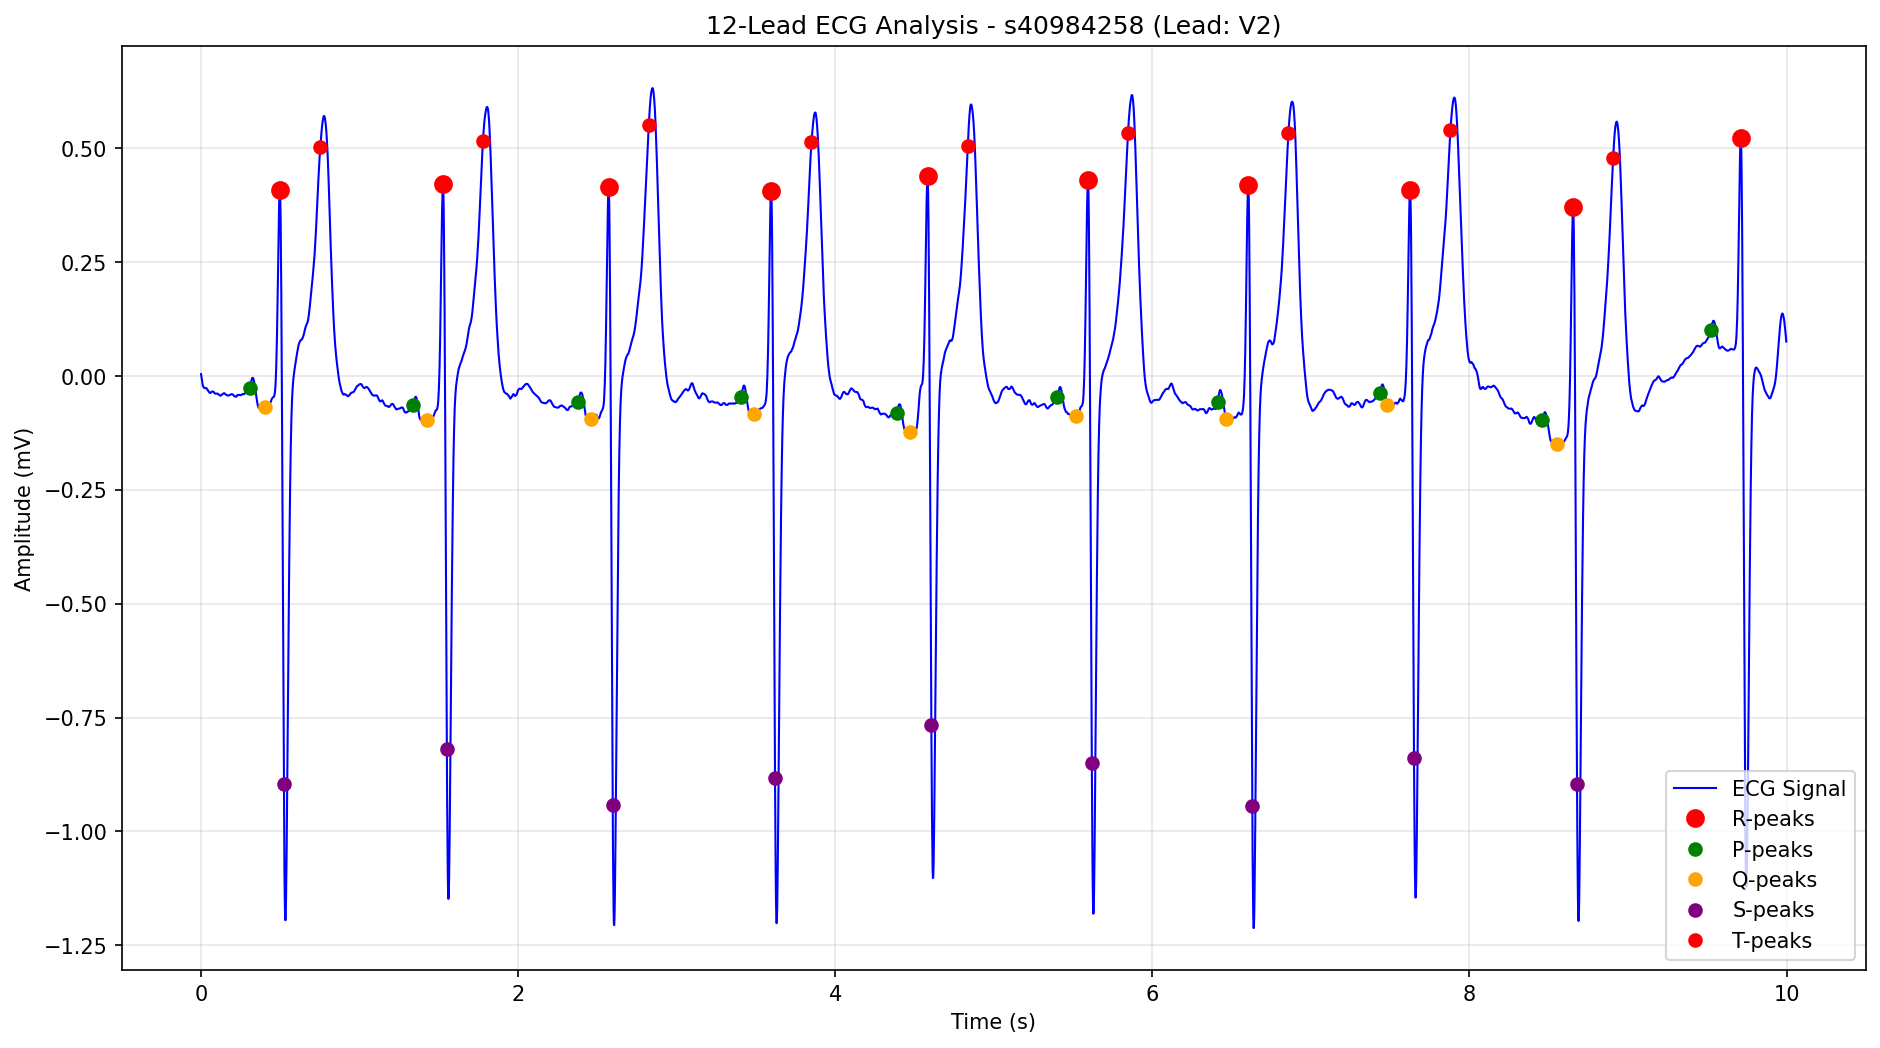 12-Lead ECG Analysis - s40984258 (Lead: V2)
Amplitude (mV)
0.50
0.25
0.00
−0.25
−0.50
−0.75
−1.00
−1.25
ECG Signal
R-peaks
P-peaks
Q-peaks
S-peaks
T-peaks
0 2 4 6 8 10
Time (s)